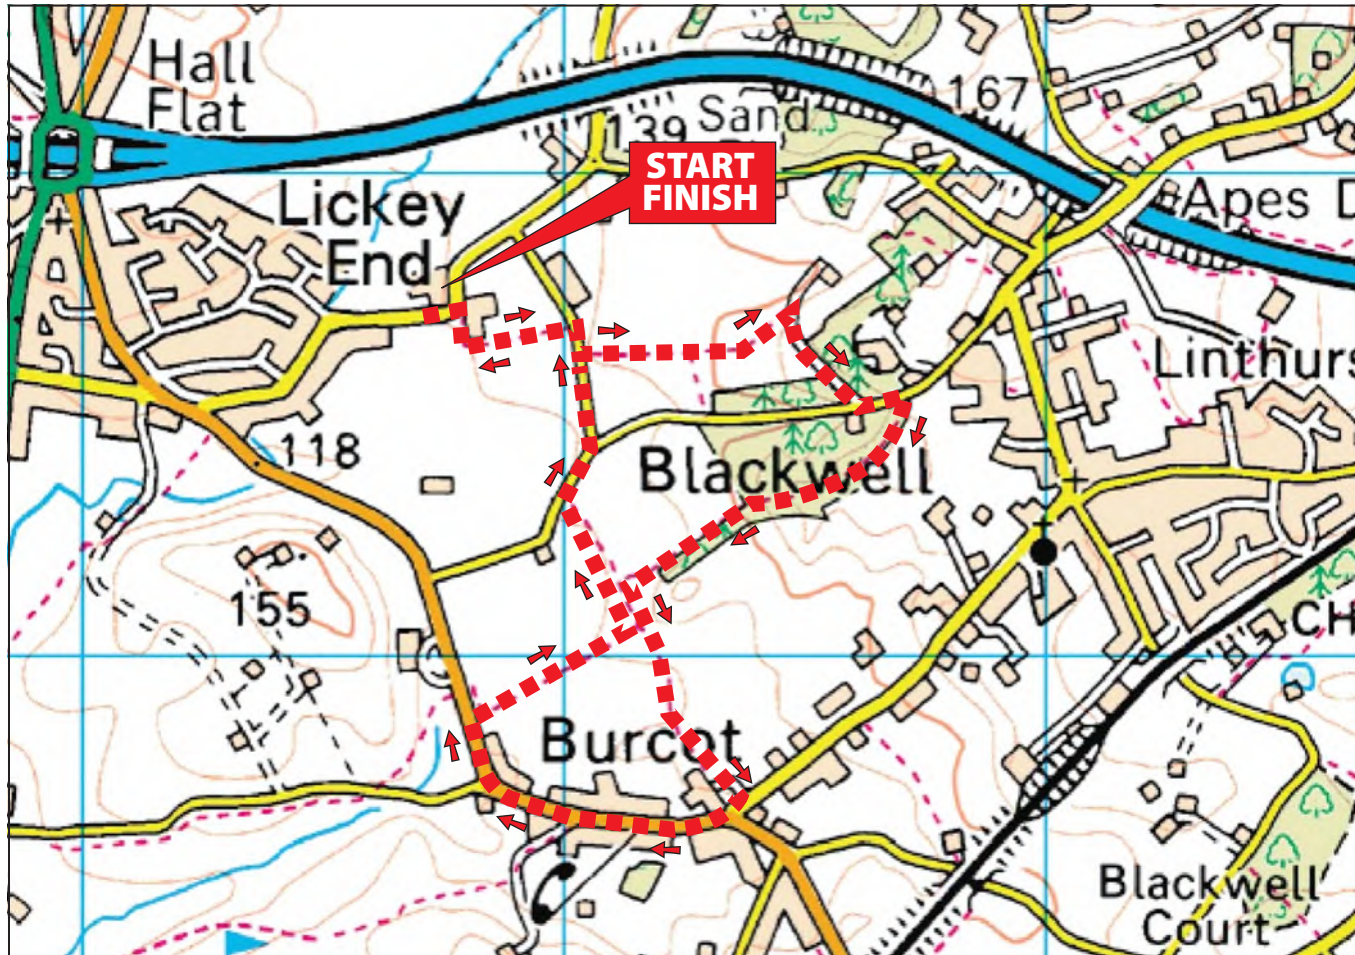 Hall
Flat
167
139
Sand
START
FINISH
Lickey
End
Apes D
Linthurs
118
Blackwell
155
CH
Burcot
Blackwell
Court